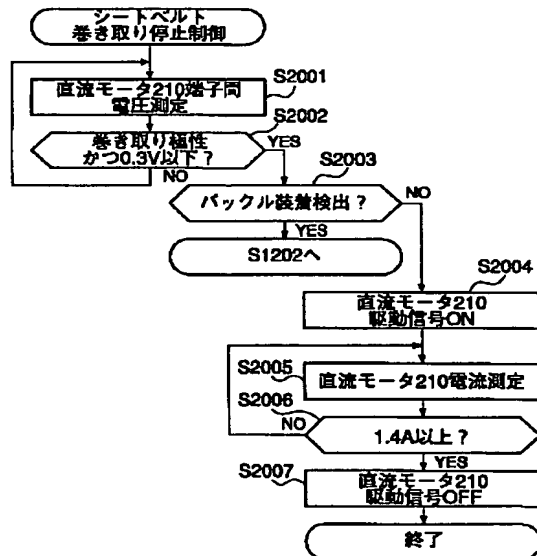 シートベルト
巻き取り停止制御
S2001
直流モータ210端子間
電圧測定
S2002
巻き取り極性
かつ0.3V以下?
YES
NO
S2003
バックル装着検出?
NO
YES
S1202へ
S2004
直流モータ210
駆動信号ON
S2005
直流モータ210電流測定
S2006
NO
1.4A以上?
YES
S2007
直流モータ210
駆動信号OFF
終了